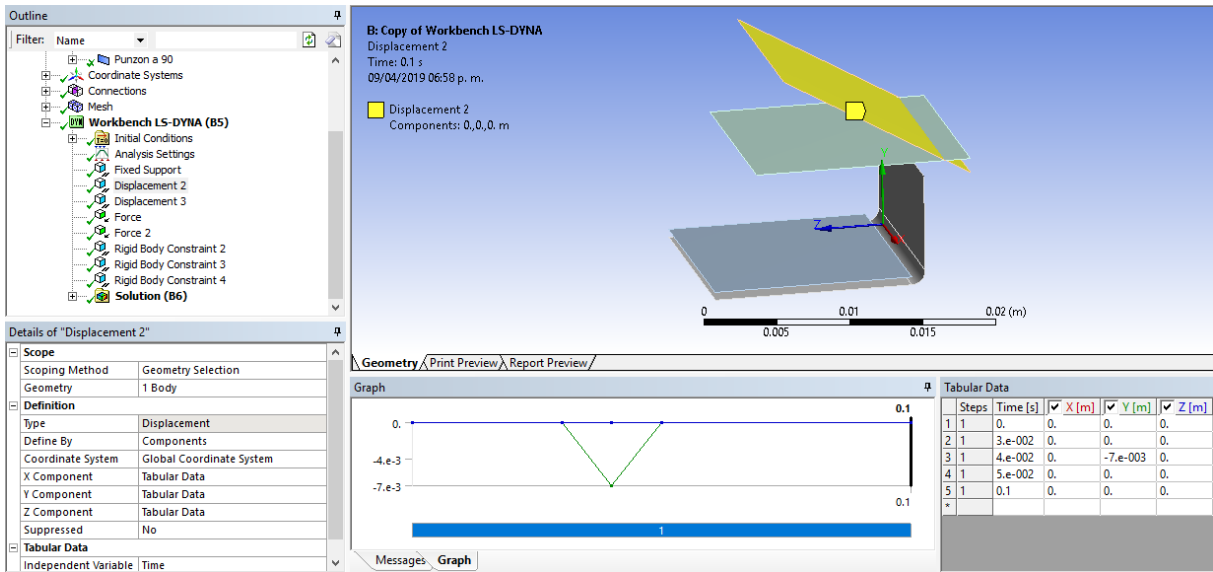 Outline
Filter: Name
Punzon a 90
Coordinate Systems
Connections
Mesh
Workbench LS-DYNA (B5)
Initial Conditions
Analysis Settings
Fixed Support
Displacement 2
Displacement 3
Force
Force 2
Rigid Body Constraint 2
Rigid Body Constraint 3
Rigid Body Constraint 4
Solution (B6)
Details of "Displacement 2"
Scope
Scoping Method Geometry Selection
Geometry 1 Body
Definition
Type Displacement
Define By Components
Coordinate System Global Coordinate System
X Component Tabular Data
Y Component Tabular Data
Z Component Tabular Data
Suppressed No
Tabular Data
Independent Variable Time
B: Copy of Workbench LS-DYNA
Displacement 2
Time: 0.1 s
09/04/2019 06:58 p. m.
Displacement 2
Components: 0.,0.,0. m
Y
Z
0 0.01 0.02 (m)
0.005 0.015
Geometry Print Preview Report Preview
Graph
0.1
0.
-4.e-3
-7.e-3
0.1
1
Messages Graph
Tabular Data
Steps Time [s] X [m] Y [m] Z [m]
1 1 0. 0. 0. 0.
2 1 3.e-002 0. 0. 0.
3 1 4.e-002 0. -7.e-003 0.
4 1 5.e-002 0. 0. 0.
5 1 0.1 0. 0. 0.
*